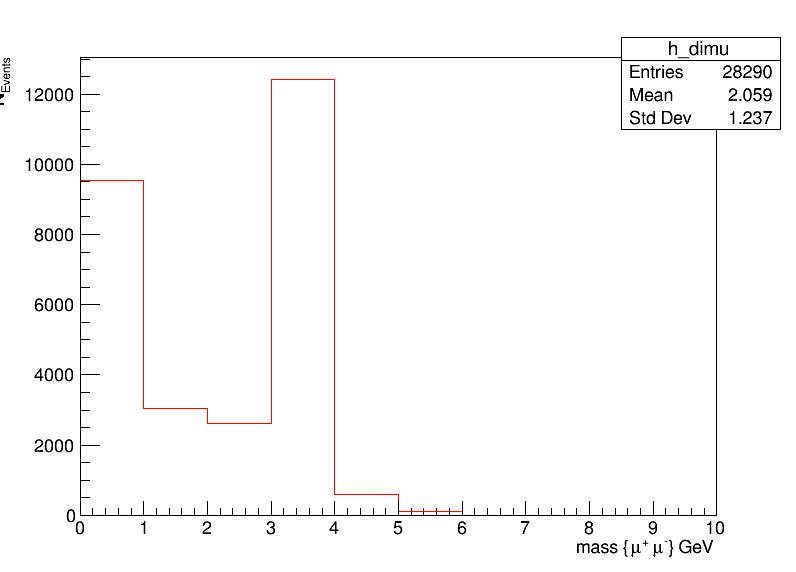 h_dimu
Entries 28290
Mean 2.059
Std Dev 1.237
N Events
12000
10000
8000
6000
4000
2000
0
0 1 2 3 4 5 6 7 8 9 10
mass {μ⁺ μ⁻} GeV